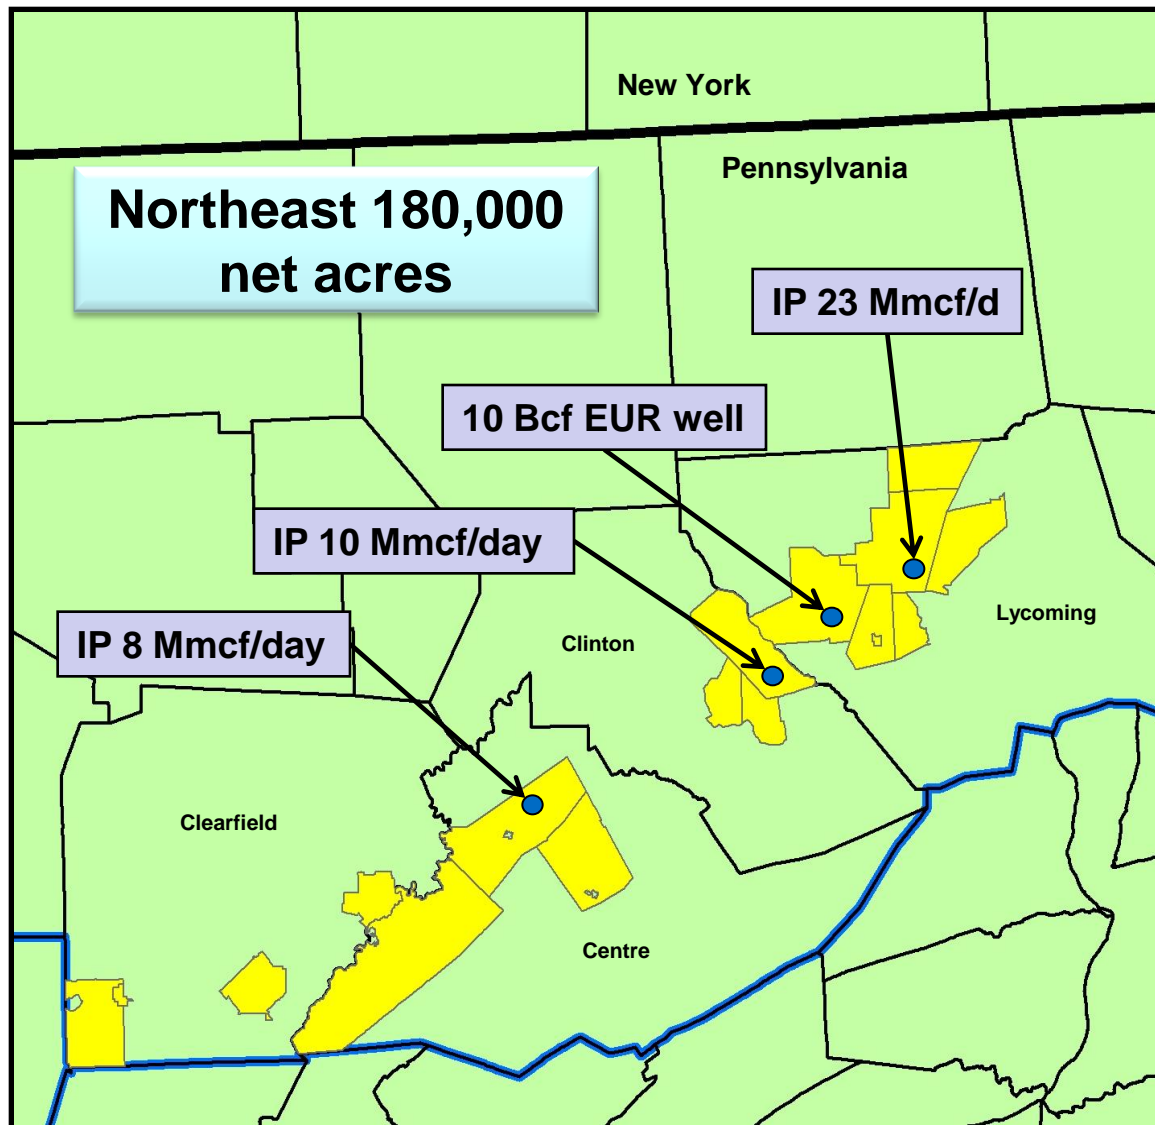 New York
Pennsylvania
Northeast 180,000
net acres
IP 23 Mmcf/d
10 Bcf EUR well
IP 10 Mmcf/day
IP 8 Mmcf/day
Clinton
Lycoming
Clearfield
Centre